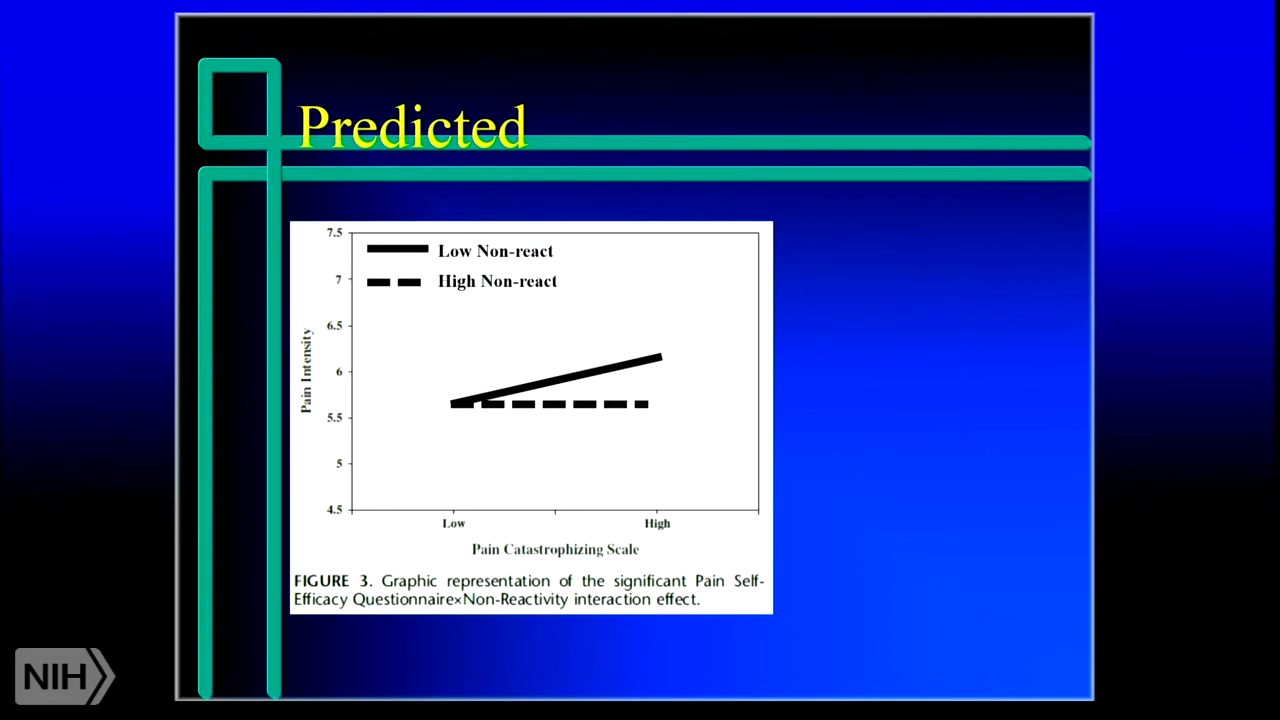 Predicted
7.5
Low Non-react
7
High Non-react
6.5
6
5.5
5
4.5
Pain Intensity
Low
High
Pain Catastrophizing Scale
FIGURE 3. Graphic representation of the significant Pain Self-
Efficacy Questionnaire×Non-Reactivity interaction effect.
NIH